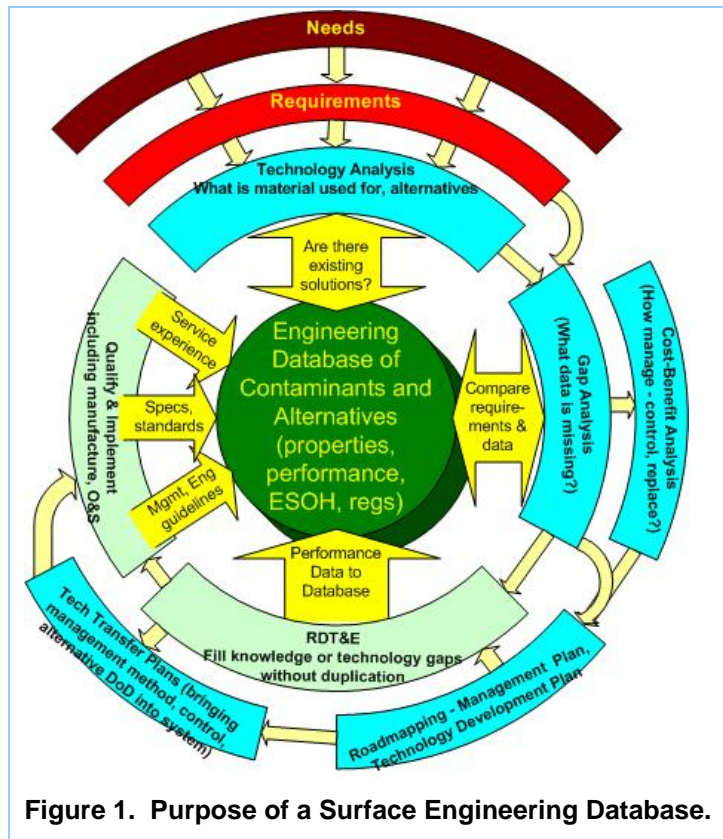 Needs
Requirements
Technology Analysis
What is material used for, alternatives
Are there
existing
solutions?
Engineering
Database of
Contaminants and
Alternatives
(properties,
performance,
ESOH, regs)
Service
experience
Specs,
standards
Mgmt, Eng
guidelines
Qualify & Implement
including manufacture, O&S
Compare
require-
ments &
data
Gap Analysis
(What data is missing?)
Cost-Benefit Analysis
(How manage - control, replace?)
Performance
Data to
Database
RDT&E
Fill knowledge or technology gaps
without duplication
Tech Transfer Plans (bringing
management method, control,
alternative DoD into system)
Roadmapping - Management Plan,
Technology Development Plan
Figure 1. Purpose of a Surface Engineering Database.